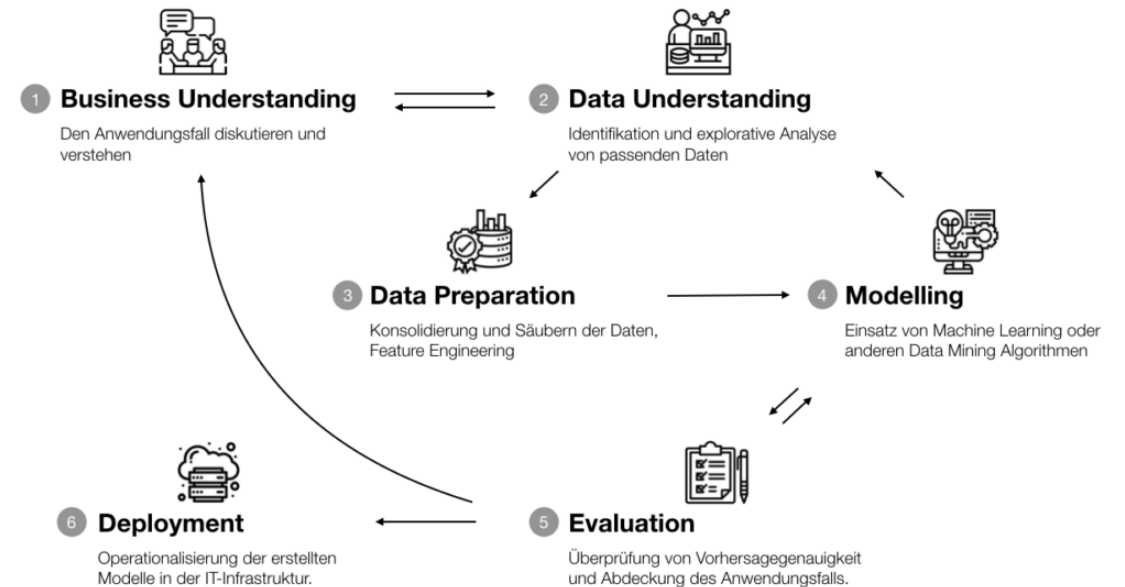 1 Business Understanding
Den Anwendungsfall diskutieren und
verstehen
2 Data Understanding
Identifikation und explorative Analyse
von passenden Daten
3 Data Preparation
Konsolidierung und Säubern der Daten,
Feature Engineering
4 Modelling
Einsatz von Machine Learning oder
anderen Data Mining Algorithmen
5 Evaluation
Überprüfung von Vorhersagegenauigkeit
und Abdeckung des Anwendungsfalls.
6 Deployment
Operationalisierung der erstellten
Modelle in der IT-Infrastruktur.